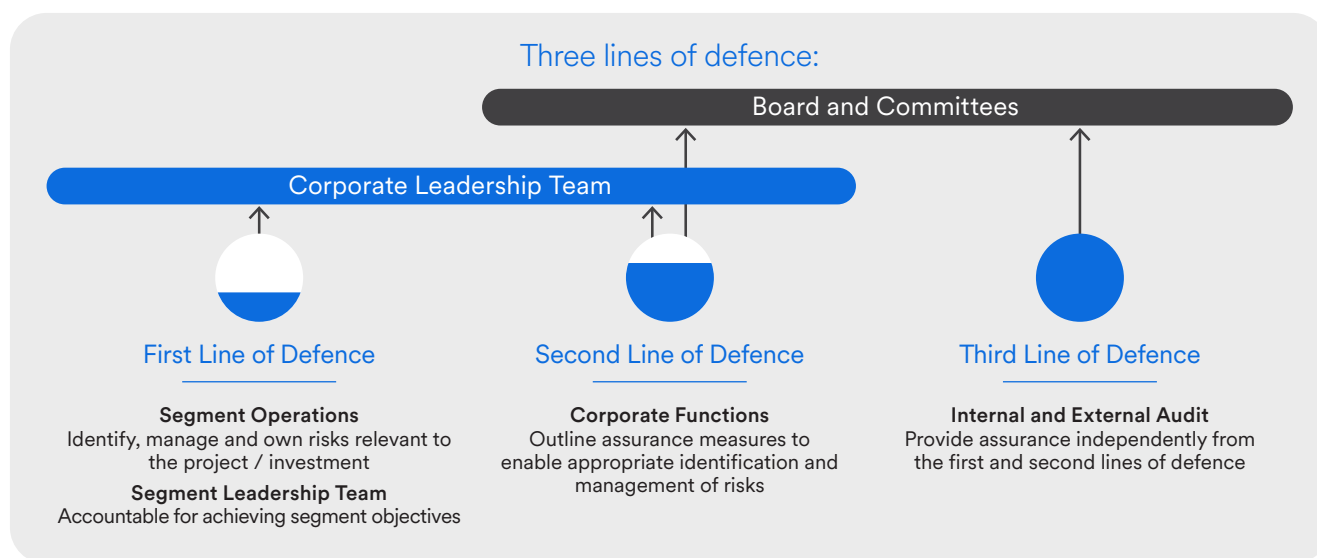 Three lines of defence:
Board and Committees
Corporate Leadership Team
First Line of Defence
Segment Operations
Identify, manage and own risks relevant to
the project / investment
Segment Leadership Team
Accountable for achieving segment objectives
Second Line of Defence
Corporate Functions
Outline assurance measures to
enable appropriate identification and
management of risks
Third Line of Defence
Internal and External Audit
Provide assurance independently from
the first and second lines of defence